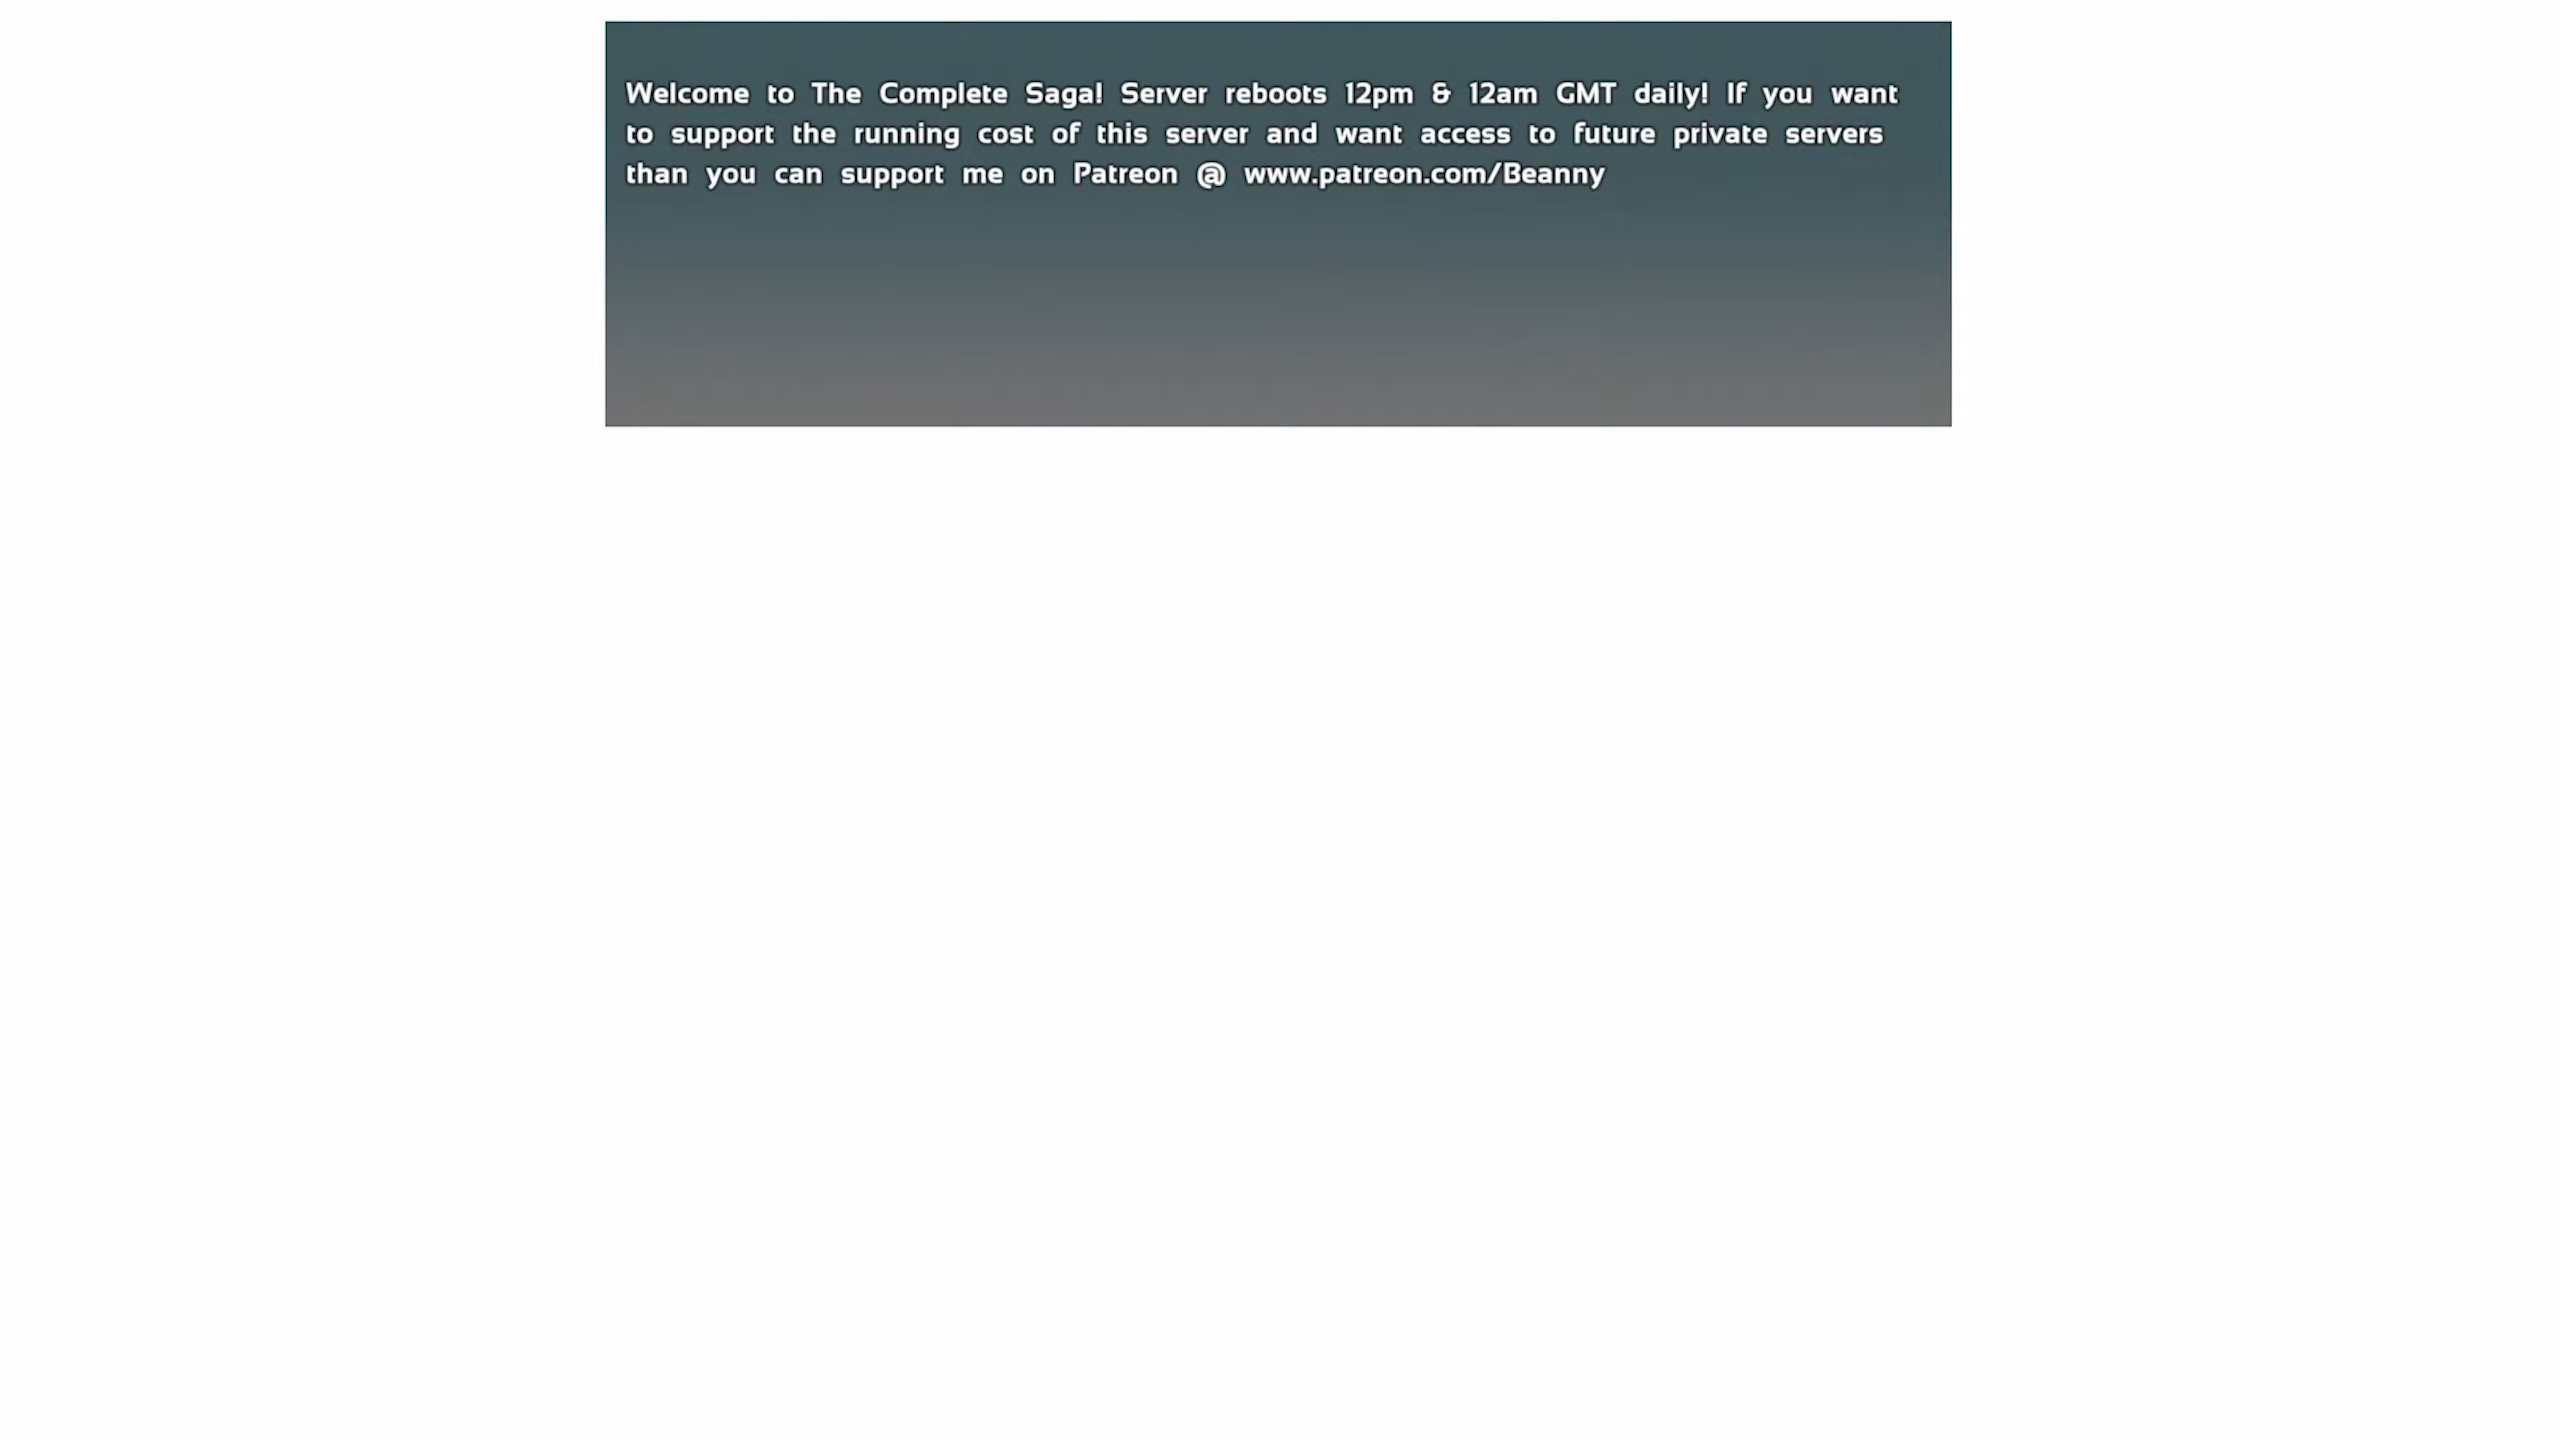 Welcome to The Complete Saga! Server reboots 12pm & 12am GMT daily! If you want
to support the running cost of this server and want access to future private servers
than you can support me on Patreon @ www.patreon.com/Beanny